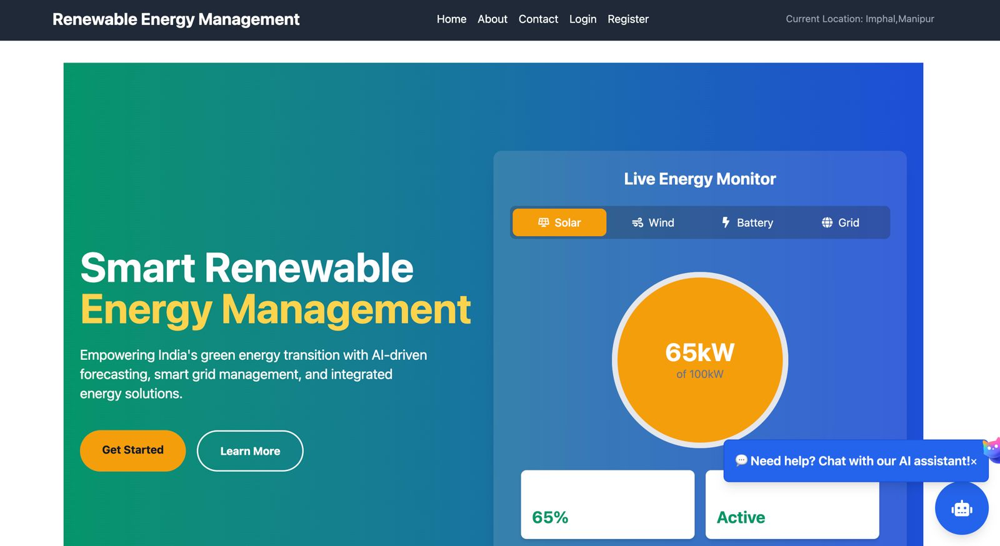 Renewable Energy Management
Home About Contact Login Register
Current Location: Imphal,Manipur
Smart Renewable
Energy Management
Empowering India's green energy transition with AI-driven
forecasting, smart grid management, and integrated
energy solutions.
Get Started
Learn More
Live Energy Monitor
Solar Wind Battery Grid
65kW
of 100kW
65%
Active
💬 Need help? Chat with our AI assistant!×